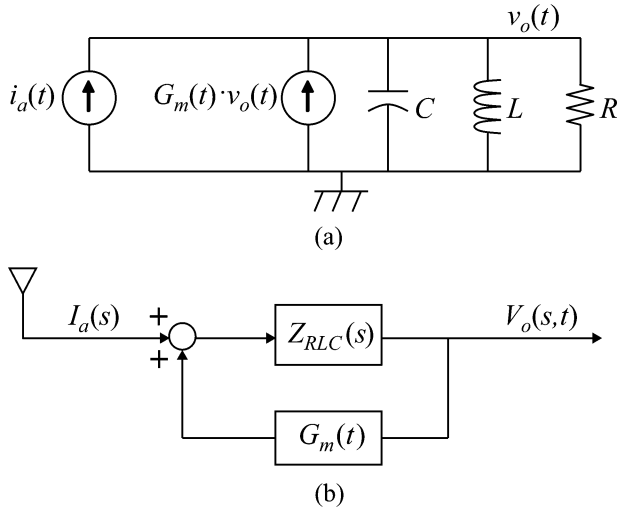 v_o(t)
i_a(t) G_m(t)·v_o(t) C L R
(a)
I_a(s) + Z_RLC(s) V_o(s,t)
+
G_m(t)
(b)